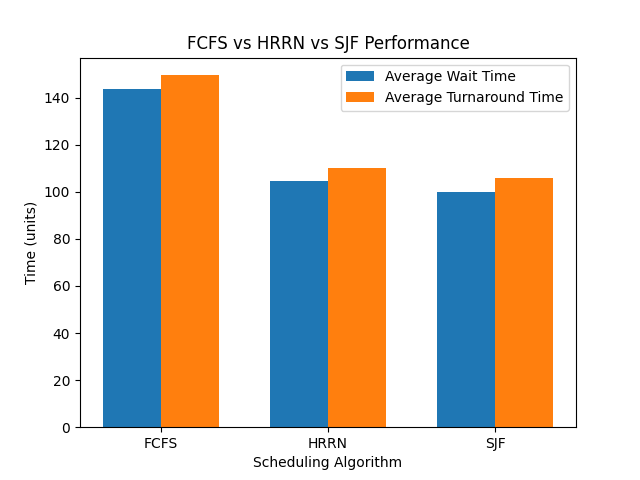 FCFS vs HRRN vs SJF Performance
Average Wait Time
Average Turnaround Time
Time (units)
140
120
100
80
60
40
20
0
FCFS
HRRN
SJF
Scheduling Algorithm